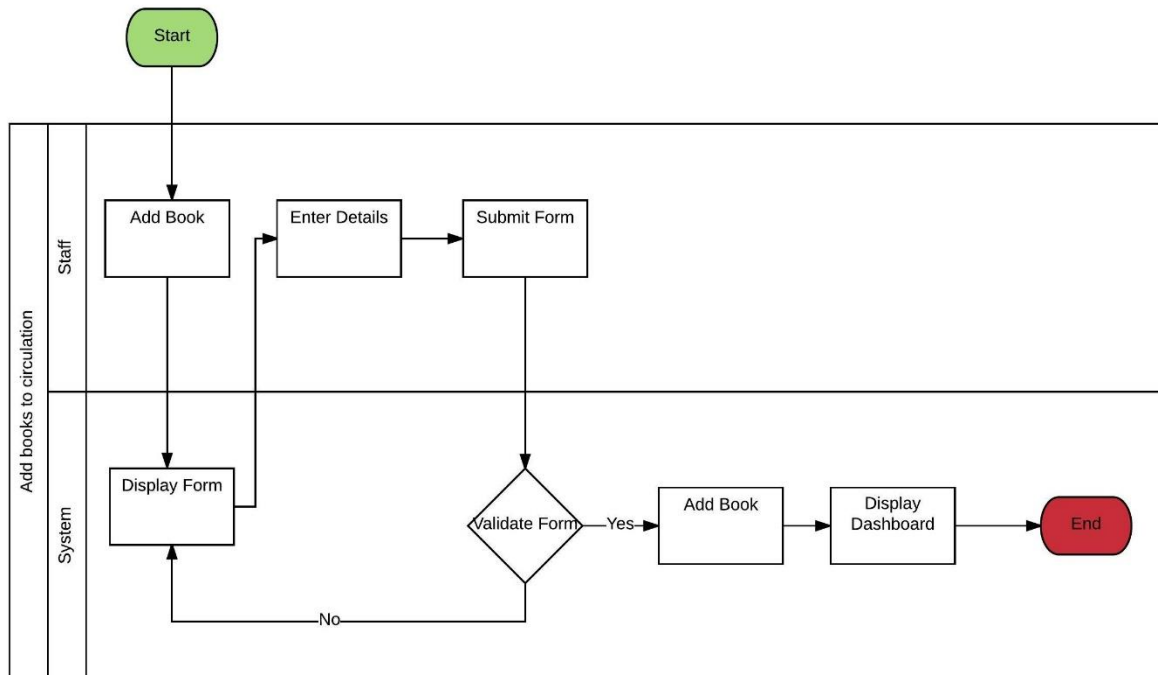 Start
Add books to circulation
Staff
Add Book
Enter Details
Submit Form
System
Display Form
Validate Form
Yes
Add Book
Display
Dashboard
End
No